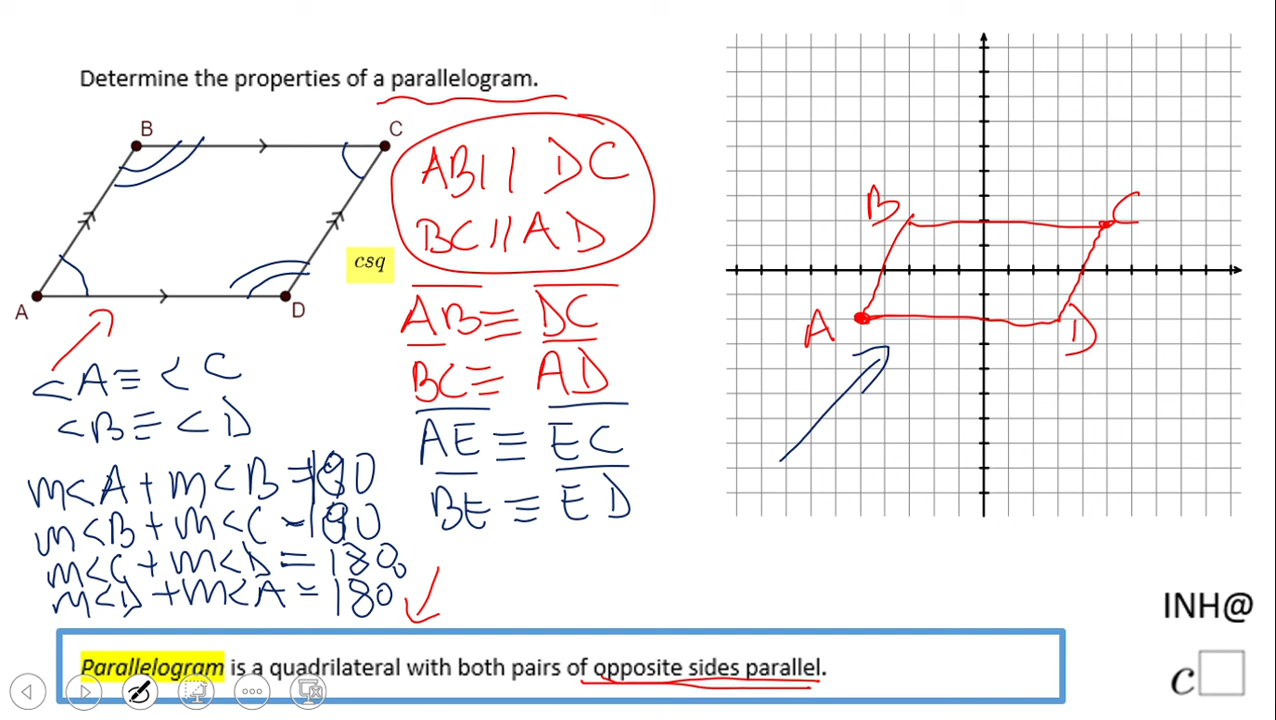 Determine the properties of a parallelogram.
B
C
A
D
csq
AB // DC
BC // AD
AB ≡ DC
BC ≡ AD
AE ≡ EC
BE ≡ ED
<A ≡ <C
<B ≡ <D
m<A + m<B = 180
m<B + m<C = 180
m<C + m<D = 180
m<D + m<A = 180
B
C
A
D
Parallelogram is a quadrilateral with both pairs of opposite sides parallel.
INH@
c